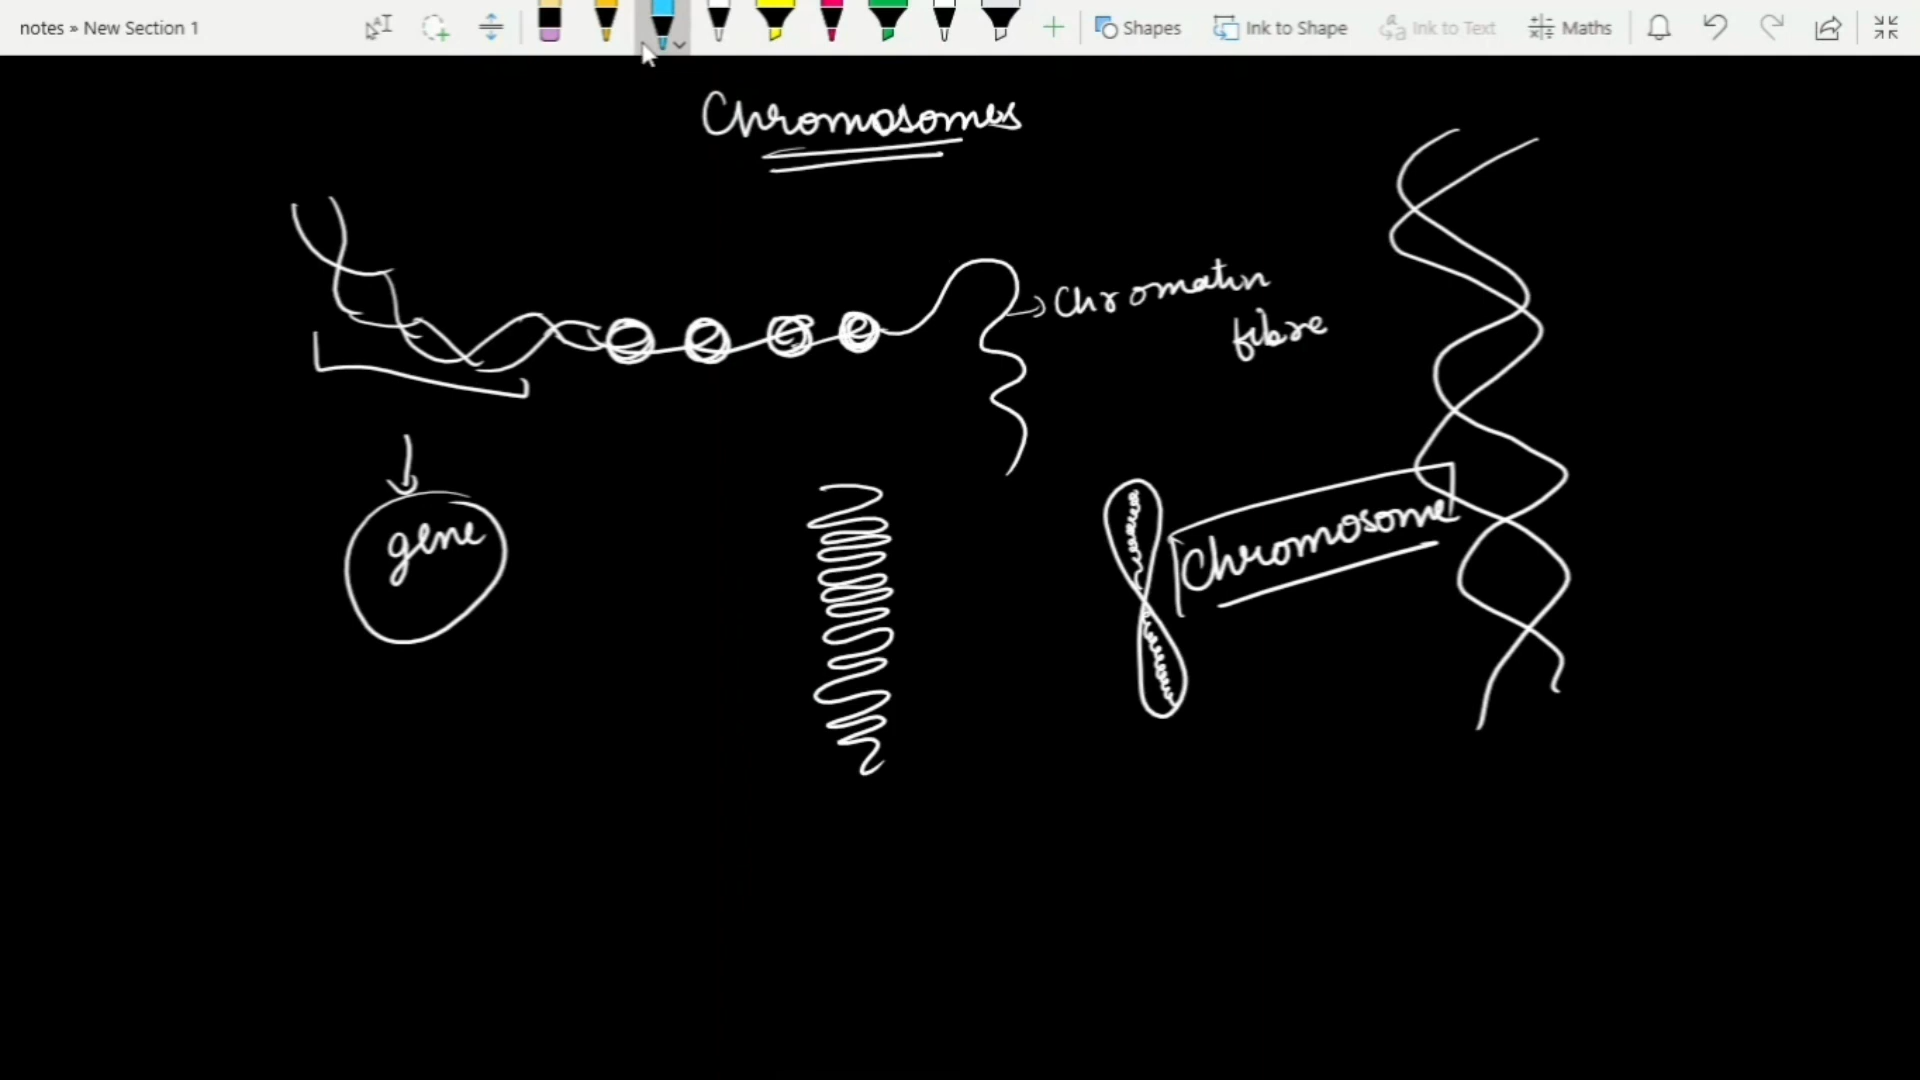 notes » New Section 1
Shapes
Ink to Shape
Ink to Text
Maths
Chromosomes
Chromatin
fibre
gene
Chromosome